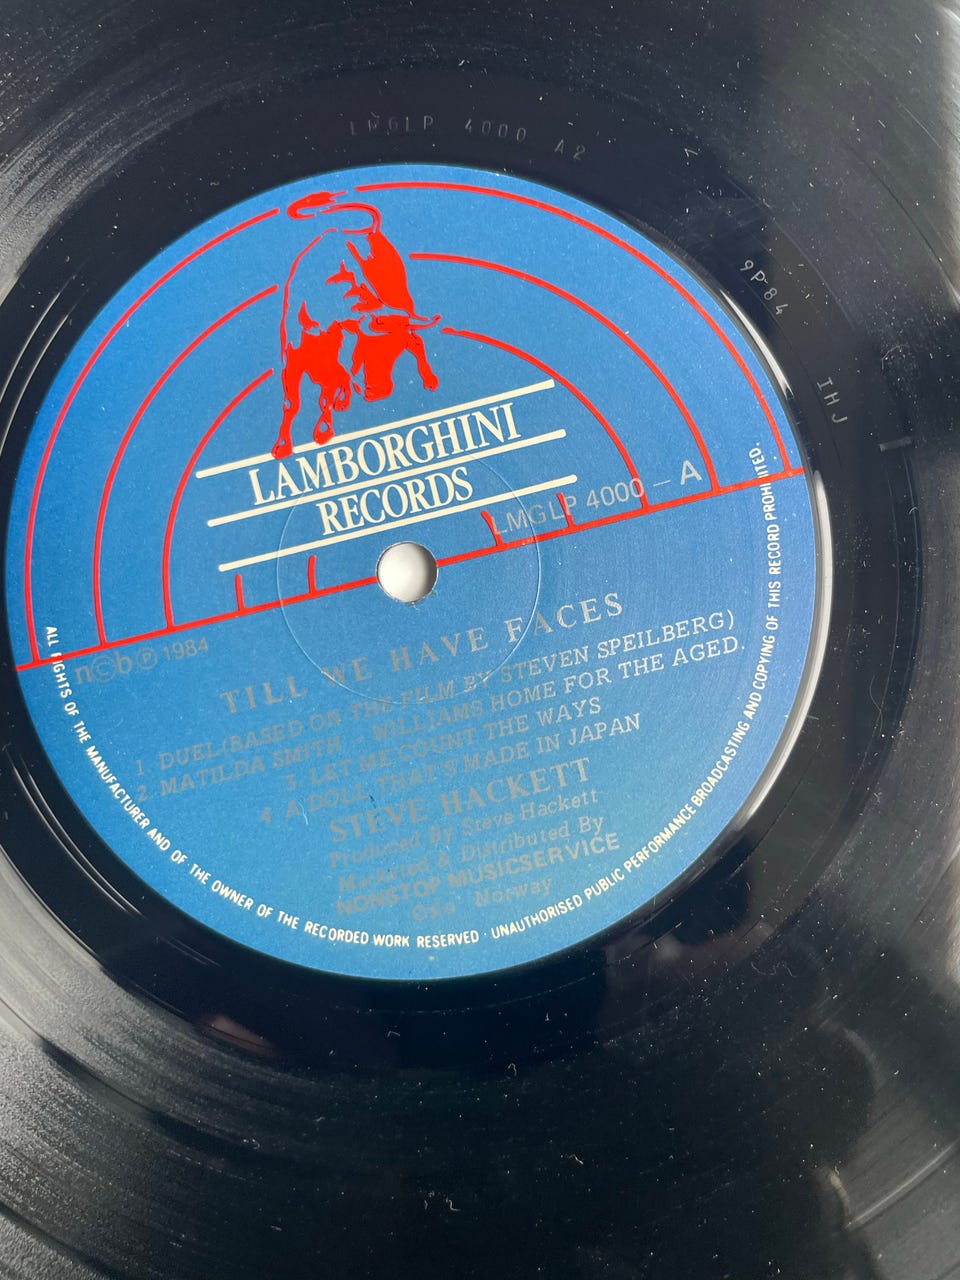 LMGLP 4000 A2
9P84
IHJ
LAMBORGHINI
RECORDS
LMGLP 4000 - A
n©b ℗ 1984
TILL WE HAVE FACES
1. DUEL (BASED ON THE FILM BY STEVEN SPEILBERG)
2. MATILDA SMITH - WILLIAMS HOME FOR THE AGED.
3. LET ME COUNT THE WAYS
4 A DOLL THAT'S MADE IN JAPAN
STEVE HACKETT
Produced By Steve Hackett
Marketed & Distributed By
NONSTOP MUSICSERVICE
Oslo Norway
ALL RIGHTS OF THE MANUFACTURER AND OF THE OWNER OF THE RECORDED WORK RESERVED · UNAUTHORISED PUBLIC PERFORMANCE BROADCASTING AND COPYING OF THIS RECORD PROHIBITED.